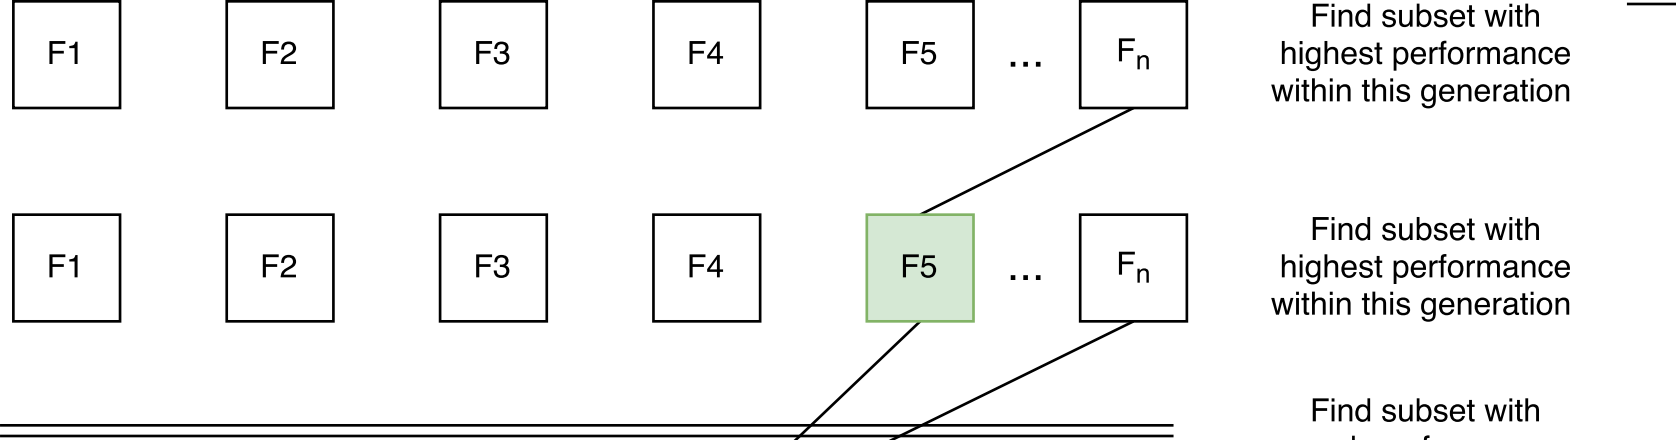 F1 F2 F3 F4 F5 ... Fn
Find subset with
highest performance
within this generation
F1 F2 F3 F4 F5 ... Fn
Find subset with
highest performance
within this generation
Find subset with